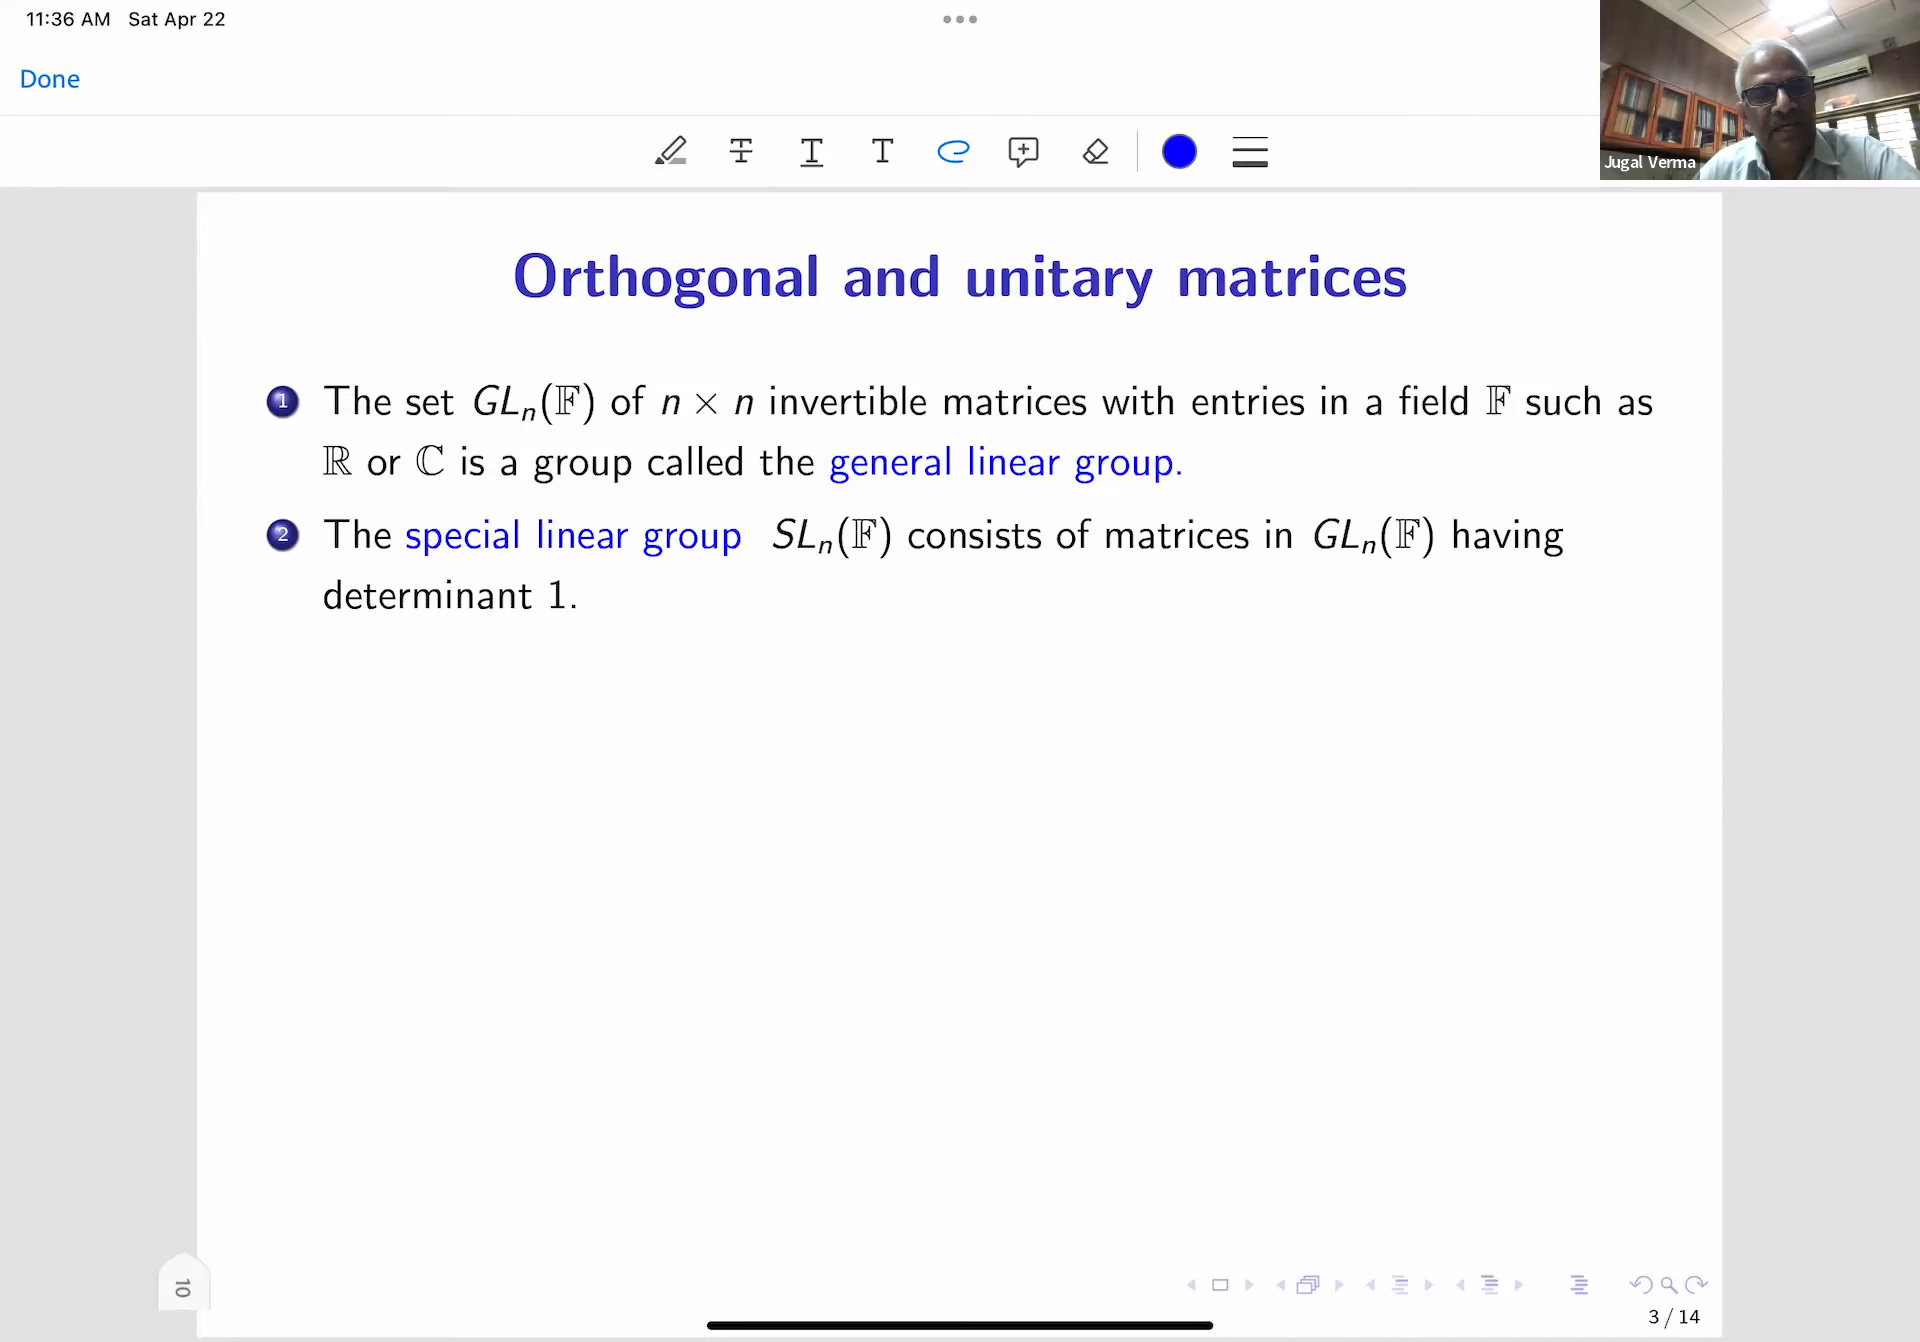 11:36 AM Sat Apr 22
Done
Jugal Verma
Orthogonal and unitary matrices
1 The set GLₙ(𝔽) of n × n invertible matrices with entries in a field 𝔽 such as
ℝ or ℂ is a group called the general linear group.
2 The special linear group SLₙ(𝔽) consists of matrices in GLₙ(𝔽) having
determinant 1.
10
3 / 14